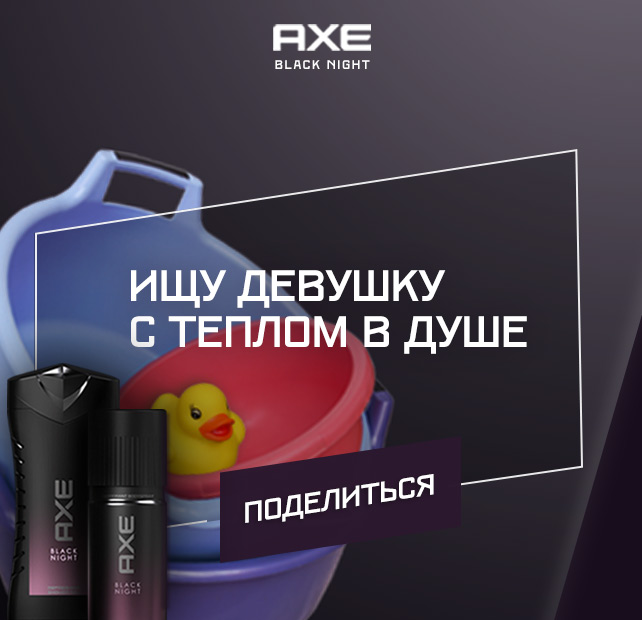 AXE
BLACK NIGHT
ИЩУ ДЕВУШКУ
С ТЕПЛОМ В ДУШЕ
ПОДЕЛИТЬСЯ
AXE
BLACK
NIGHT
AXE
BLACK
NIGHT